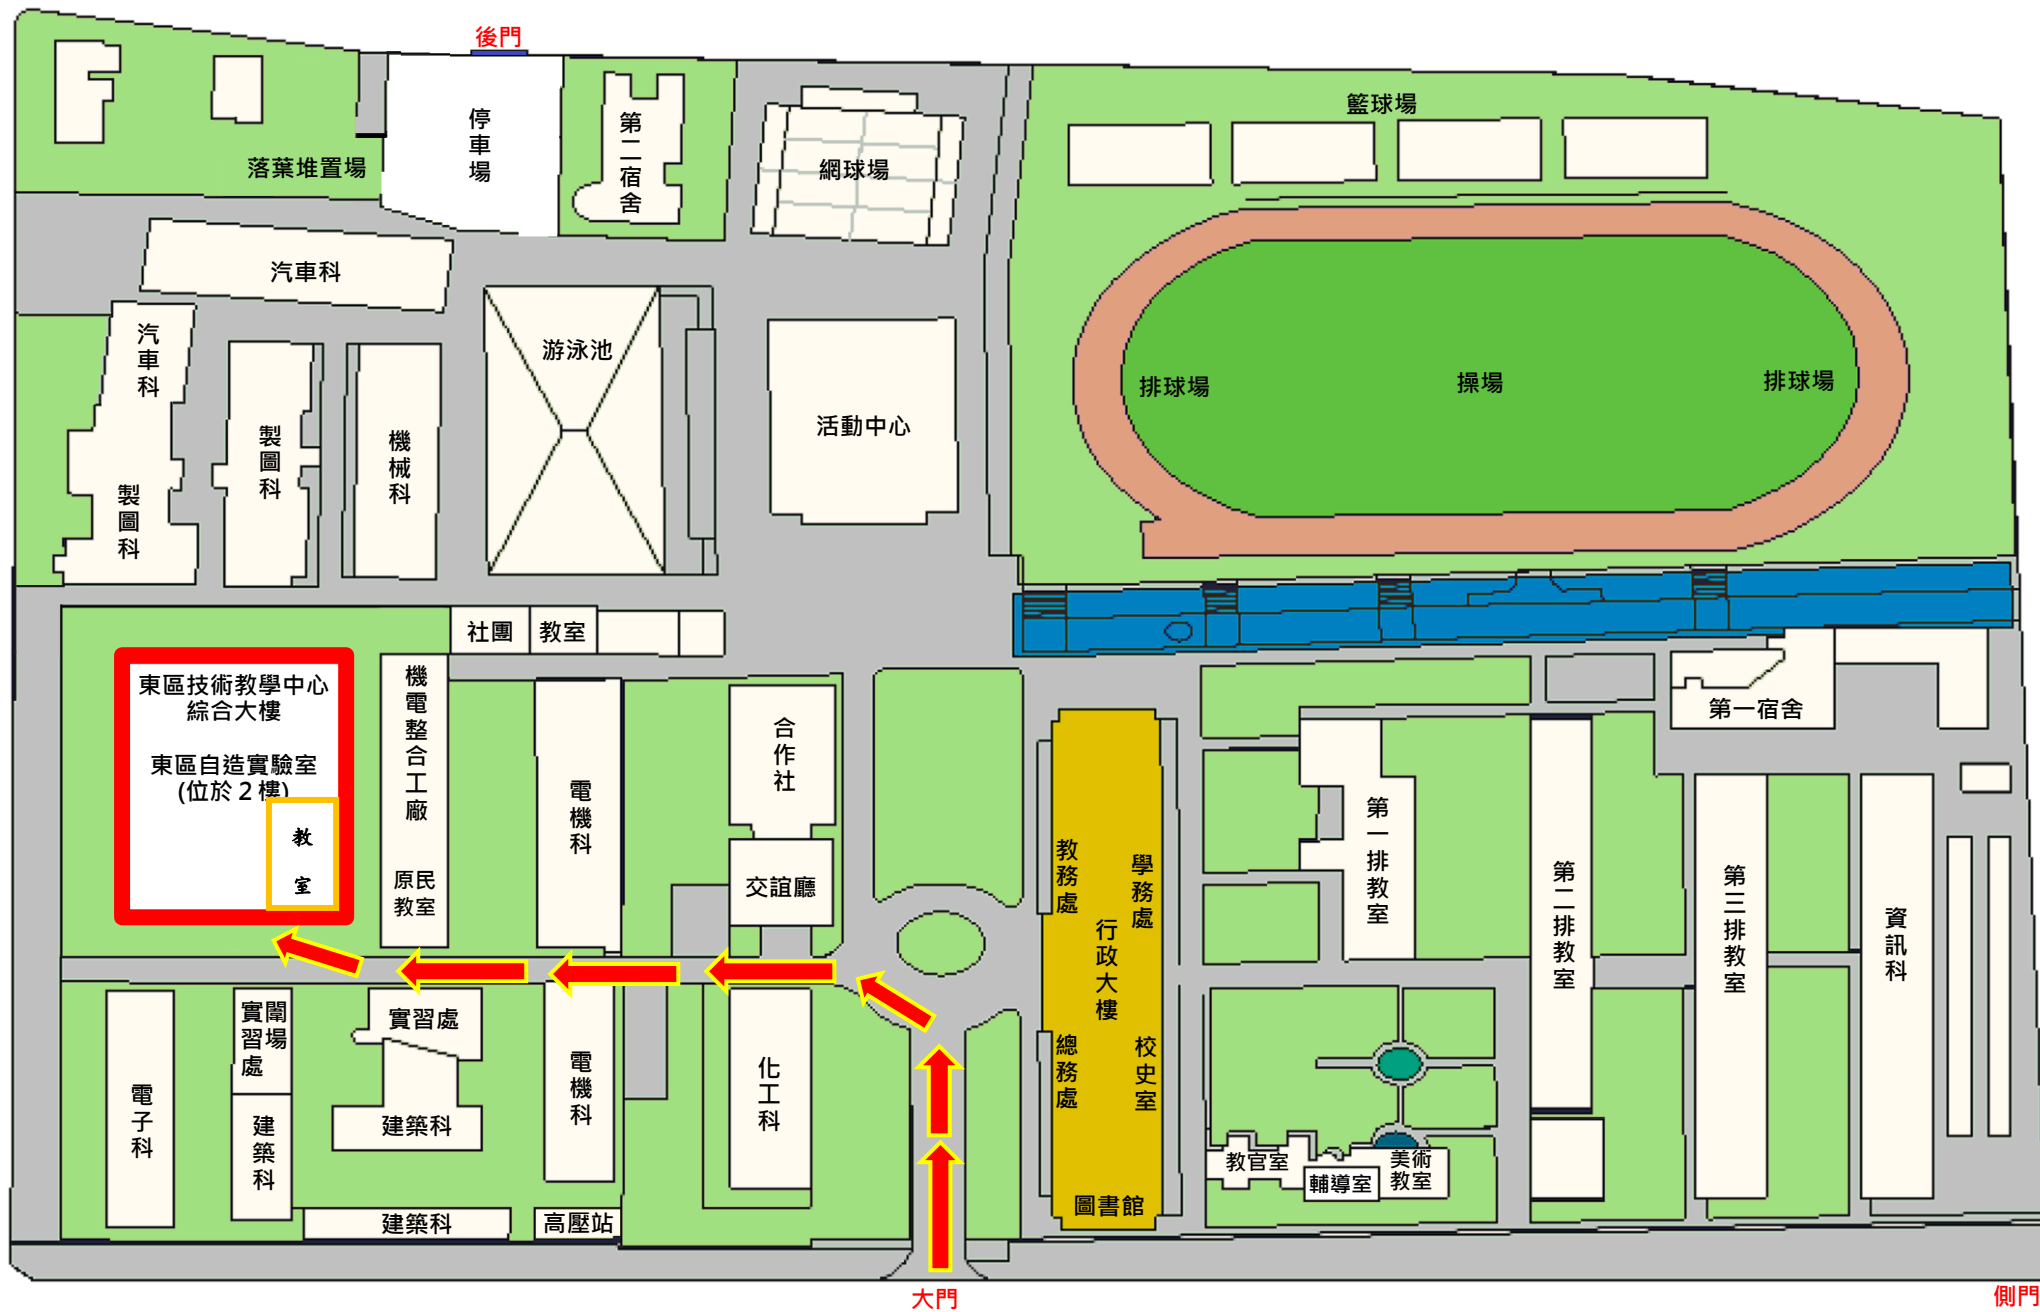 後門
籃球場
停車場
第二宿舍
落葉堆置場
網球場
汽車科
汽車科
游泳池
排球場
操場
排球場
活動中心
製圖科
機械科
製圖科
社團
教室
東區技術教學中心
綜合大樓
東區自造實驗室
(位於2樓)
教室
機電整合工廠
原民
教室
電機科
合作社
交誼廳
第一宿舍
第一排教室
第二排教室
第三排教室
資訊科
教務處
學務處
行政大樓
總務處
校史室
圖書館
實習處
闈場
實習處
電子科
建築科
建築科
電機科
化工科
建築科
高壓站
教官室
輔導室
美術
教室
大門
側門